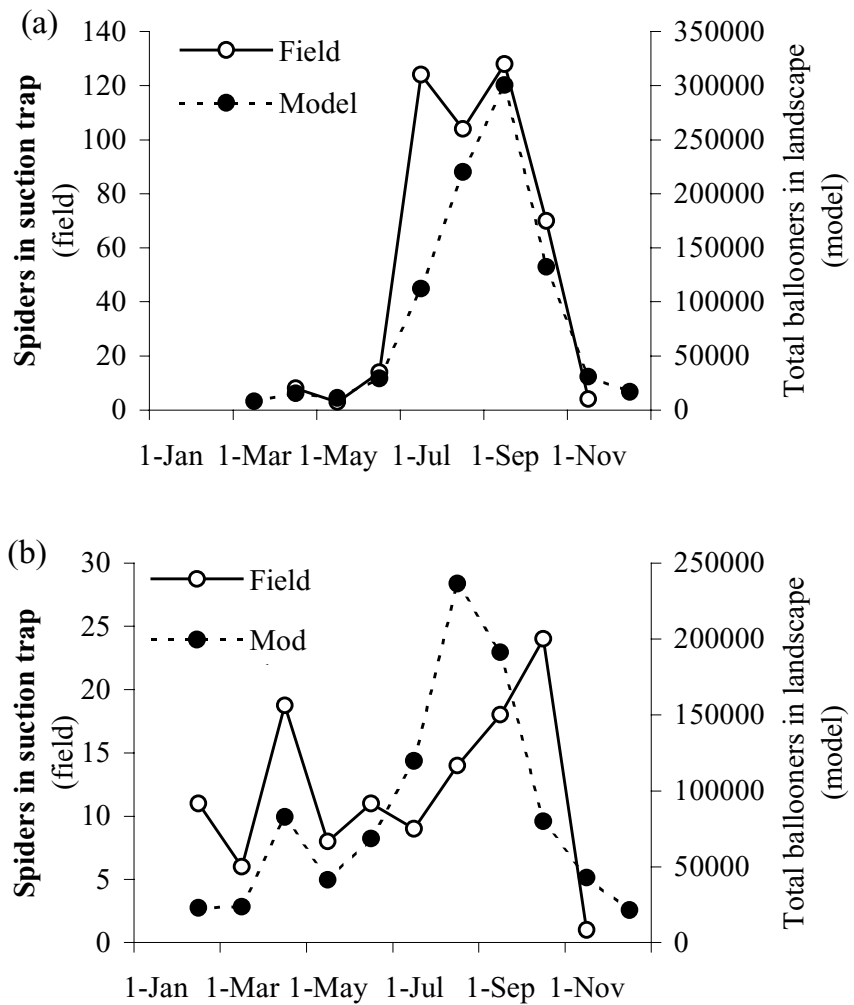 (a)
140
120
100
80
60
40
20
0
Spiders in suction trap
(field)
Field
Model
350000
300000
250000
200000
150000
100000
50000
0
Total ballooners in landscape
(model)
1-Jan 1-Mar 1-May 1-Jul 1-Sep 1-Nov
(b)
30
25
20
15
10
5
0
Spiders in suction trap
(field)
Field
Mod
250000
200000
150000
100000
50000
0
Total ballooners in landscape
(model)
1-Jan 1-Mar 1-May 1-Jul 1-Sep 1-Nov